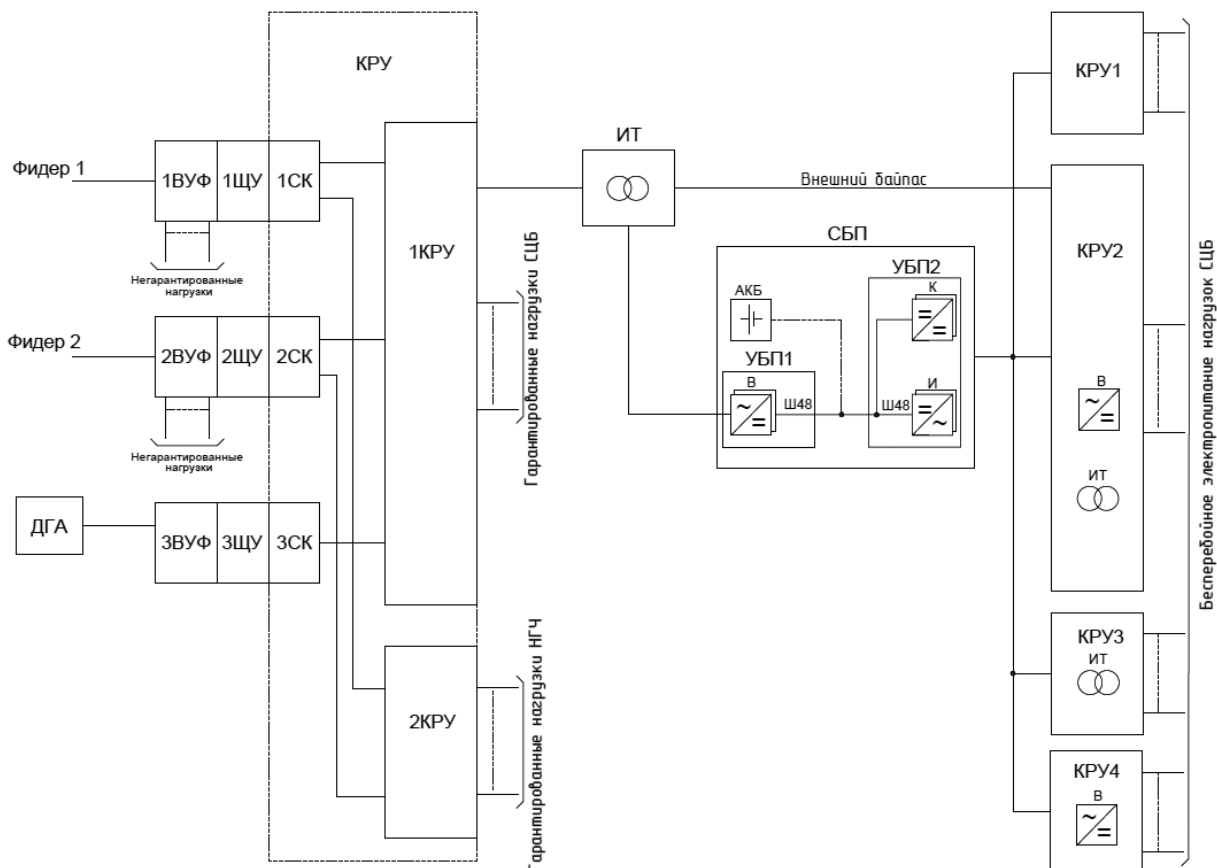 КРУ
КРУ1
ИТ
Фидер 1
1ВУФ
1ЩУ
1СК
1КРУ
Внешний байпас
КРУ2
СБП
УБП2
К
АКБ
Негарантированные
нагрузки
Гарантированные нагрузки СЦБ
Фидер 2
2ВУФ
2ЩУ
2СК
УБП1
В
Ш48
Ш48
И
В
Негарантированные
нагрузки
ИТ
ДГА
3ВУФ
3ЩУ
3СК
Бесперебойное электропитание нагрузок СЦБ
КРУ3
ИТ
2КРУ
Гарантированные нагрузки НГЧ
КРУ4
В